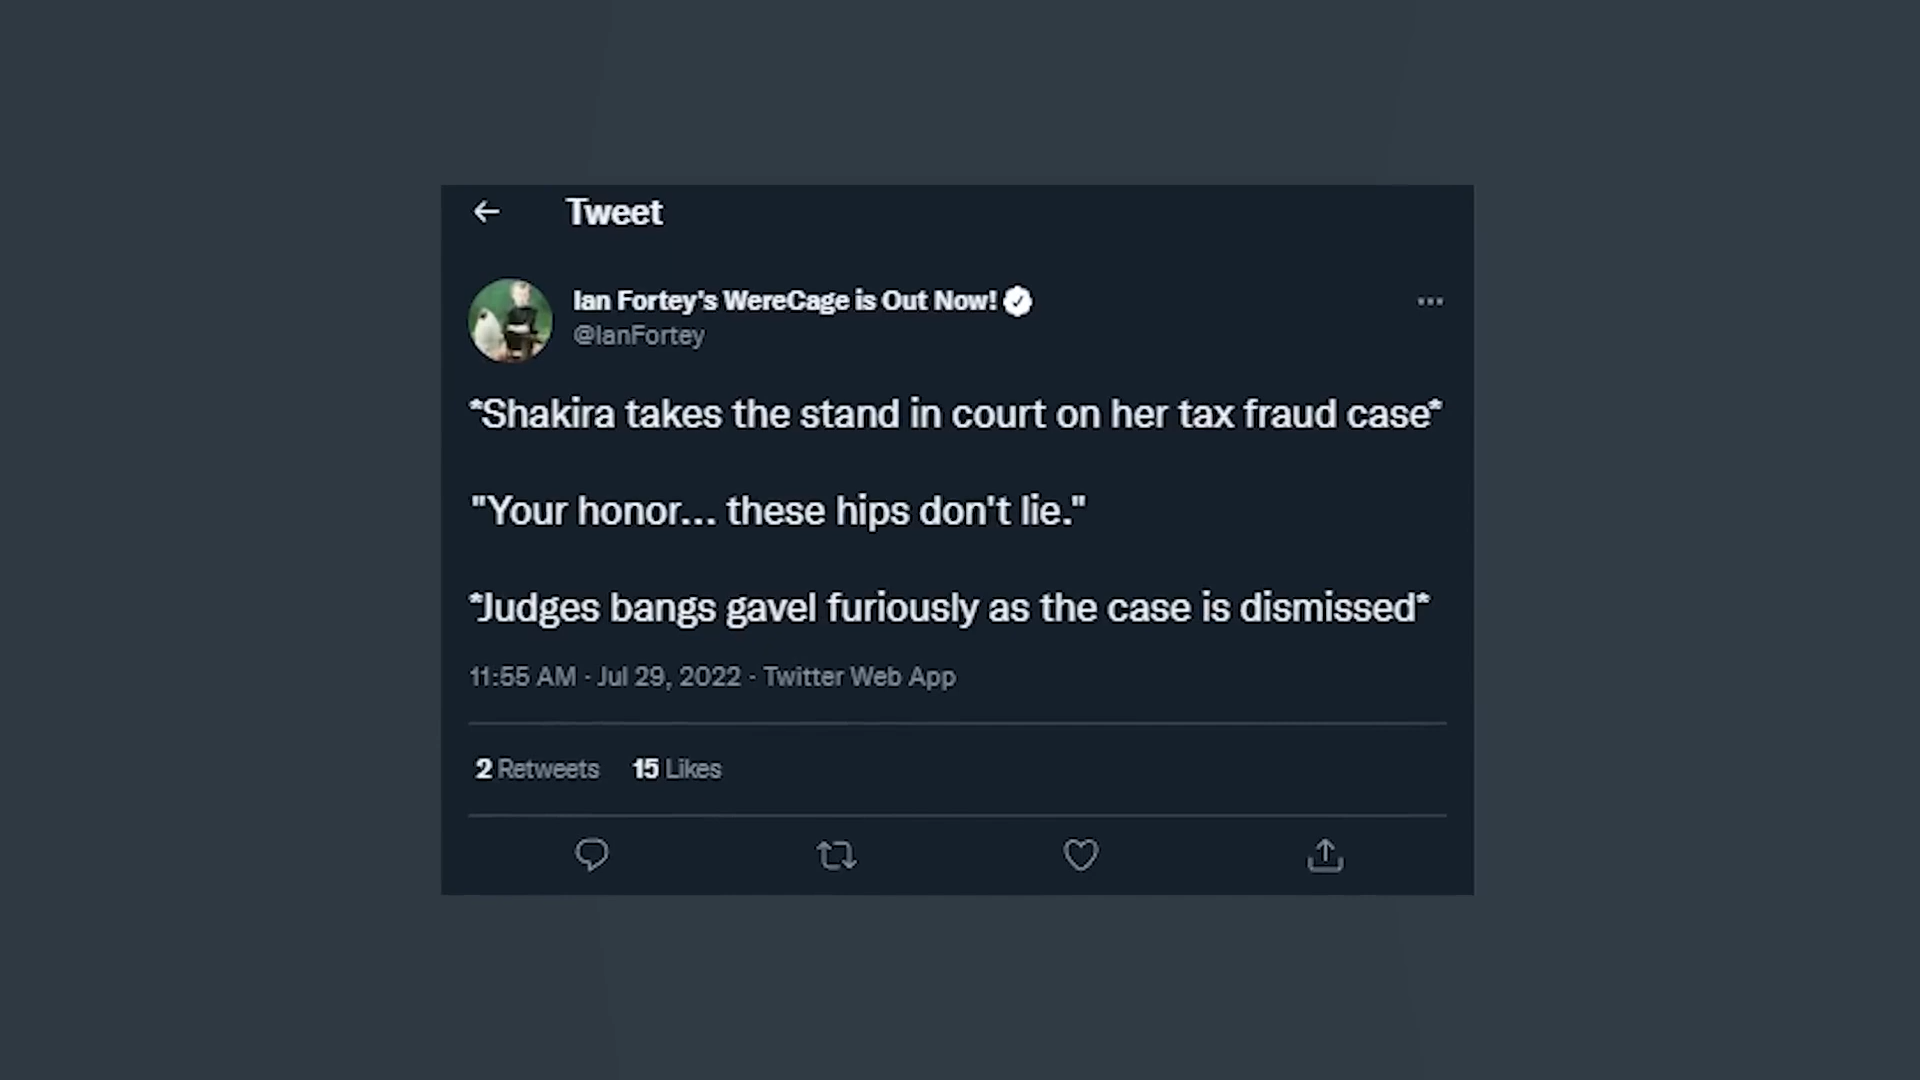 Tweet
Ian Fortey's WereCage is Out Now!
@IanFortey
*Shakira takes the stand in court on her tax fraud case*
"Your honor... these hips don't lie."
*Judges bangs gavel furiously as the case is dismissed*
11:55 AM · Jul 29, 2022 · Twitter Web App
2 Retweets 15 Likes